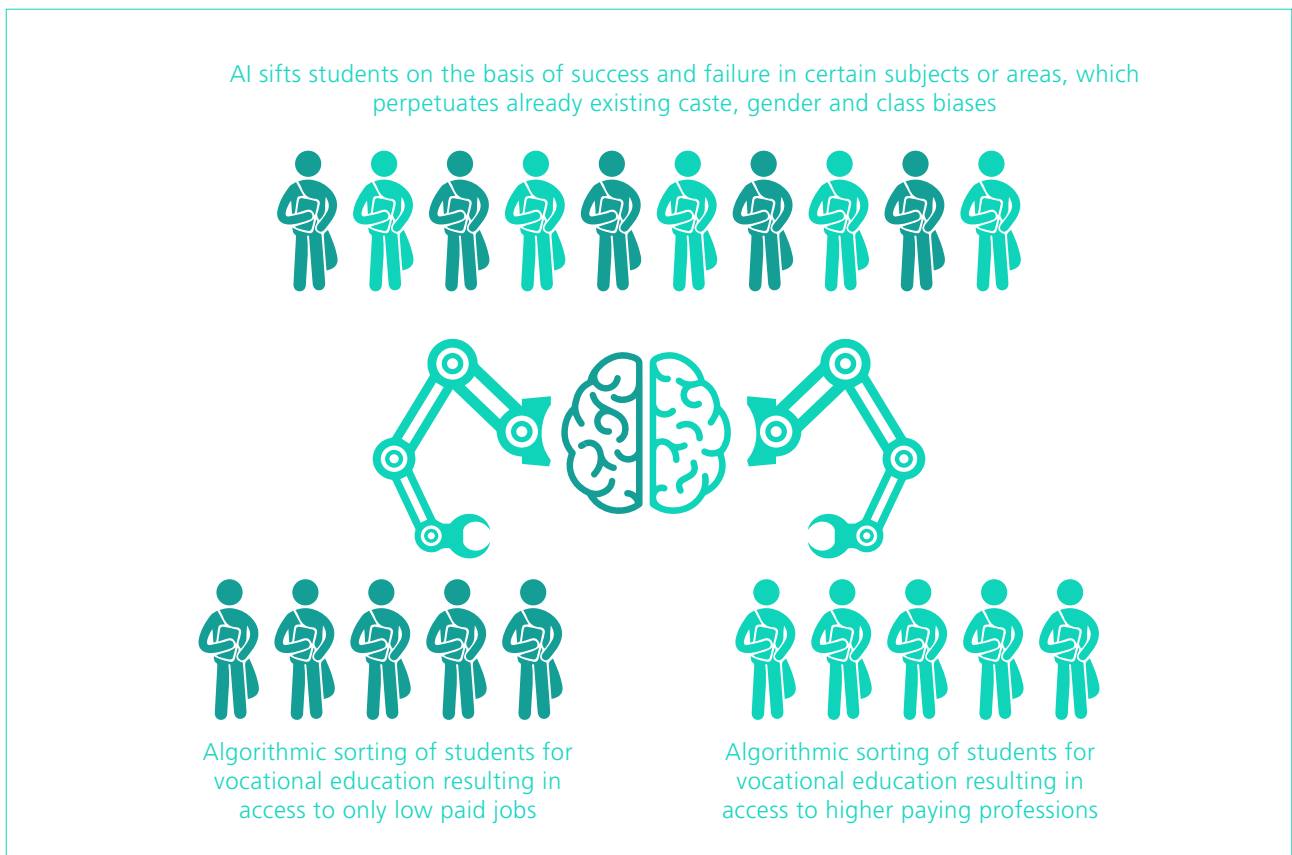 AI sifts students on the basis of success and failure in certain subjects or areas, which
perpetuates already existing caste, gender and class biases
Algorithmic sorting of students for
vocational education resulting in
access to only low paid jobs
Algorithmic sorting of students for
vocational education resulting in
access to higher paying professions